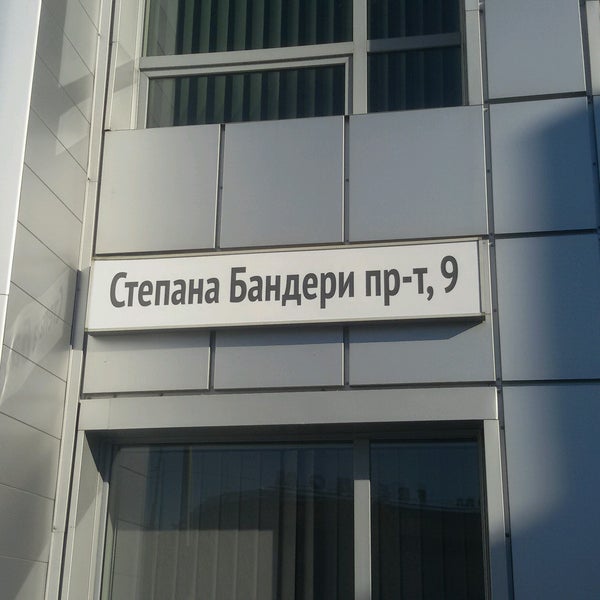 Степана Бандери пр-т, 9